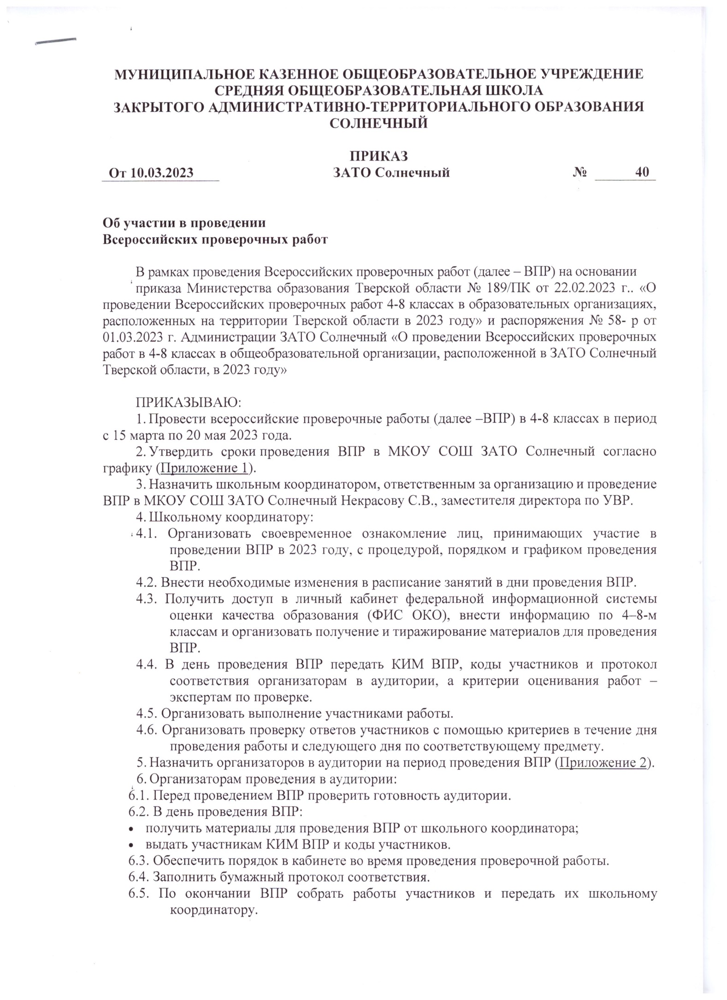 МУНИЦИПАЛЬНОЕ КАЗЕННОЕ ОБЩЕОБРАЗОВАТЕЛЬНОЕ УЧРЕЖДЕНИЕ
СРЕДНЯЯ ОБЩЕОБРАЗОВАТЕЛЬНАЯ ШКОЛА
ЗАКРЫТОГО АДМИНИСТРАТИВНО-ТЕРРИТОРИАЛЬНОГО ОБРАЗОВАНИЯ
СОЛНЕЧНЫЙ
ПРИКАЗ
От 10.03.2023 ЗАТО Солнечный № 40
Об участии в проведении
Всероссийских проверочных работ
В рамках проведения Всероссийских проверочных работ (далее – ВПР) на основании
приказа Министерства образования Тверской области № 189/ПК от 22.02.2023 г.. «О
проведении Всероссийских проверочных работ 4-8 классах в образовательных организациях,
расположенных на территории Тверской области в 2023 году» и распоряжения № 58- р от
01.03.2023 г. Администрации ЗАТО Солнечный «О проведении Всероссийских проверочных
работ в 4-8 классах в общеобразовательной организации, расположенной в ЗАТО Солнечный
Тверской области, в 2023 году»
ПРИКАЗЫВАЮ:
1. Провести всероссийские проверочные работы (далее –ВПР) в 4-8 классах в период
с 15 марта по 20 мая 2023 года.
2. Утвердить сроки проведения ВПР в МКОУ СОШ ЗАТО Солнечный согласно
графику (Приложение 1).
3. Назначить школьным координатором, ответственным за организацию и проведение
ВПР в МКОУ СОШ ЗАТО Солнечный Некрасову С.В., заместителя директора по УВР.
4. Школьному координатору:
4.1. Организовать своевременное ознакомление лиц, принимающих участие в
проведении ВПР в 2023 году, с процедурой, порядком и графиком проведения
ВПР.
4.2. Внести необходимые изменения в расписание занятий в дни проведения ВПР.
4.3. Получить доступ в личный кабинет федеральной информационной системы
оценки качества образования (ФИС ОКО), внести информацию по 4–8-м
классам и организовать получение и тиражирование материалов для проведения
ВПР.
4.4. В день проведения ВПР передать КИМ ВПР, коды участников и протокол
соответствия организаторам в аудитории, а критерии оценивания работ –
экспертам по проверке.
4.5. Организовать выполнение участниками работы.
4.6. Организовать проверку ответов участников с помощью критериев в течение дня
проведения работы и следующего дня по соответствующему предмету.
5. Назначить организаторов в аудитории на период проведения ВПР (Приложение 2).
6. Организаторам проведения в аудитории:
6.1. Перед проведением ВПР проверить готовность аудитории.
6.2. В день проведения ВПР:
• получить материалы для проведения ВПР от школьного координатора;
• выдать участникам КИМ ВПР и коды участников.
6.3. Обеспечить порядок в кабинете во время проведения проверочной работы.
6.4. Заполнить бумажный протокол соответствия.
6.5. По окончании ВПР собрать работы участников и передать их школьному
координатору.